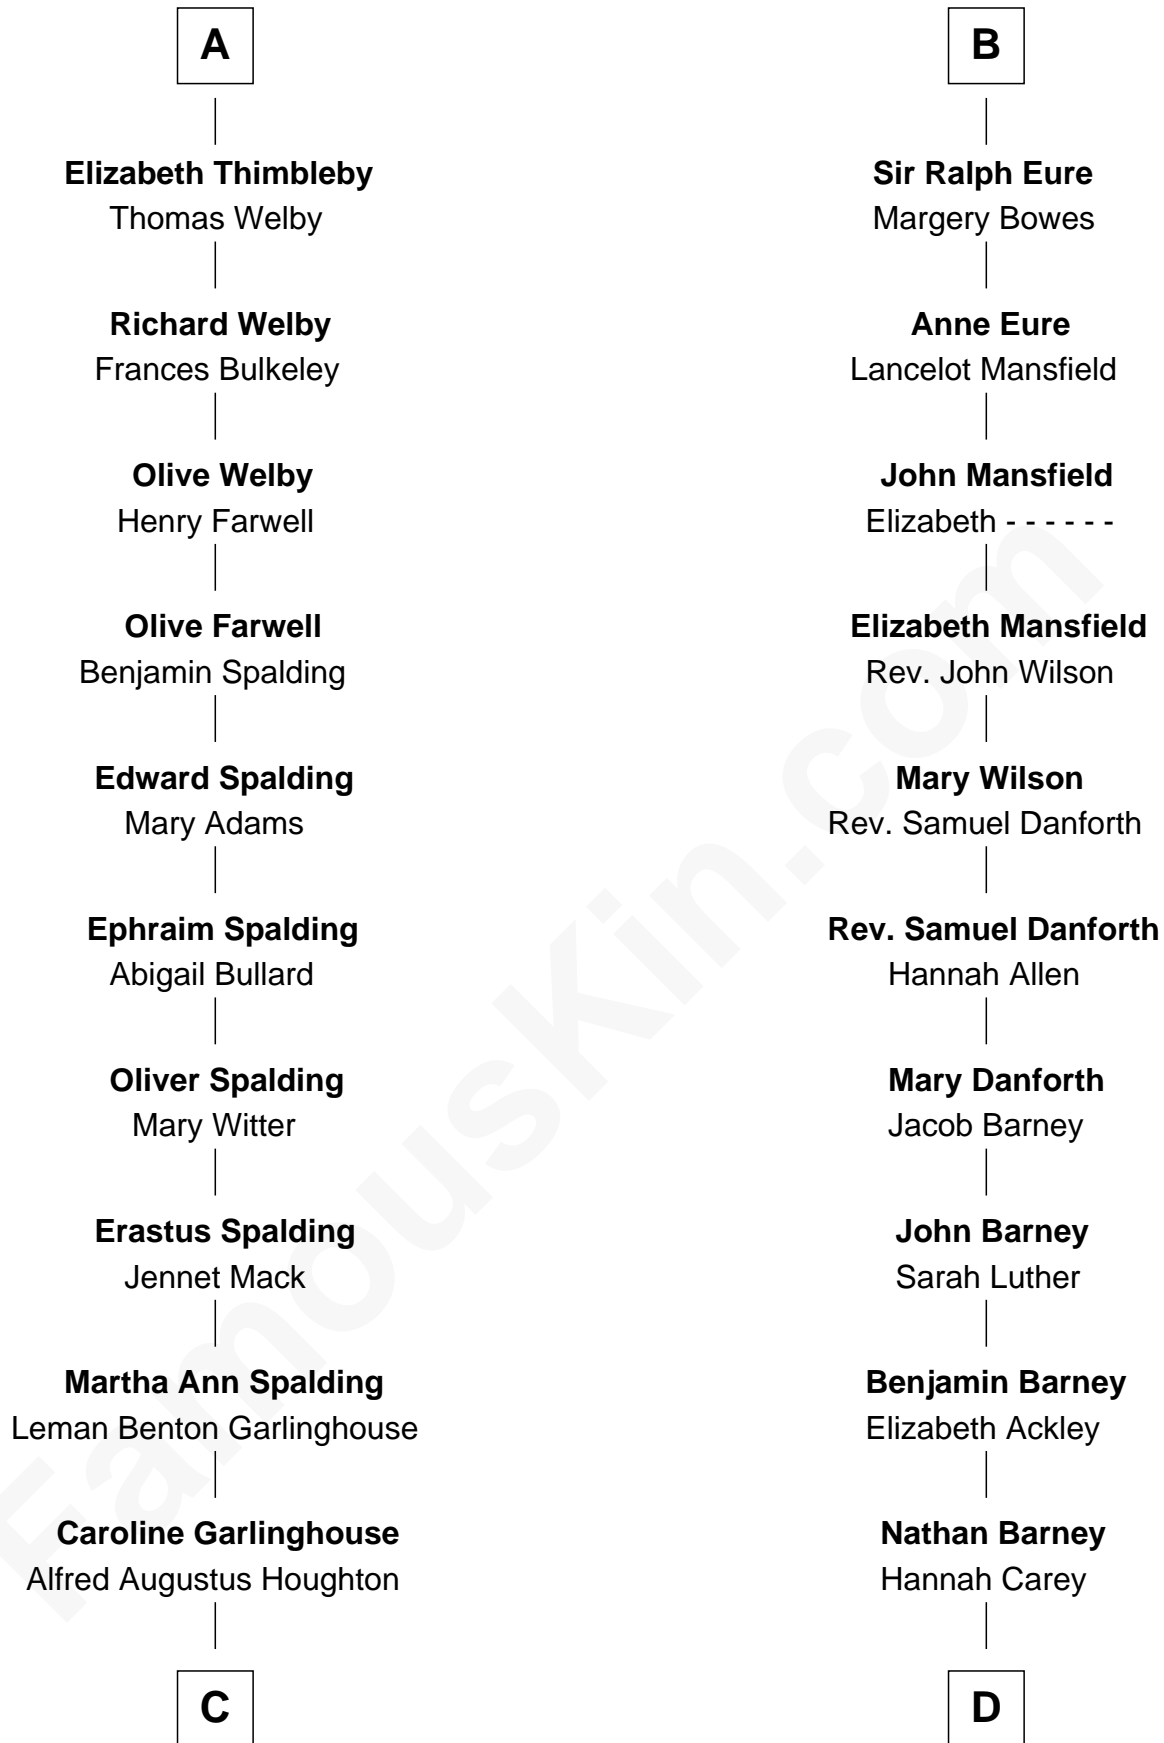 A
Elizabeth Thimbleby
Thomas Welby
Richard Welby
Frances Bulkeley
Olive Welby
Henry Farwell
Olive Farwell
Benjamin Spalding
Edward Spalding
Mary Adams
Ephraim Spalding
Abigail Bullard
Oliver Spalding
Mary Witter
Erastus Spalding
Jennet Mack
Martha Ann Spalding
Leman Benton Garlinghouse
Caroline Garlinghouse
Alfred Augustus Houghton
C
B
Sir Ralph Eure
Margery Bowes
Anne Eure
Lancelot Mansfield
John Mansfield
Elizabeth - - - - - -
Elizabeth Mansfield
Rev. John Wilson
Mary Wilson
Rev. Samuel Danforth
Rev. Samuel Danforth
Hannah Allen
Mary Danforth
Jacob Barney
John Barney
Sarah Luther
Benjamin Barney
Elizabeth Ackley
Nathan Barney
Hannah Carey
D
FamousKin.com